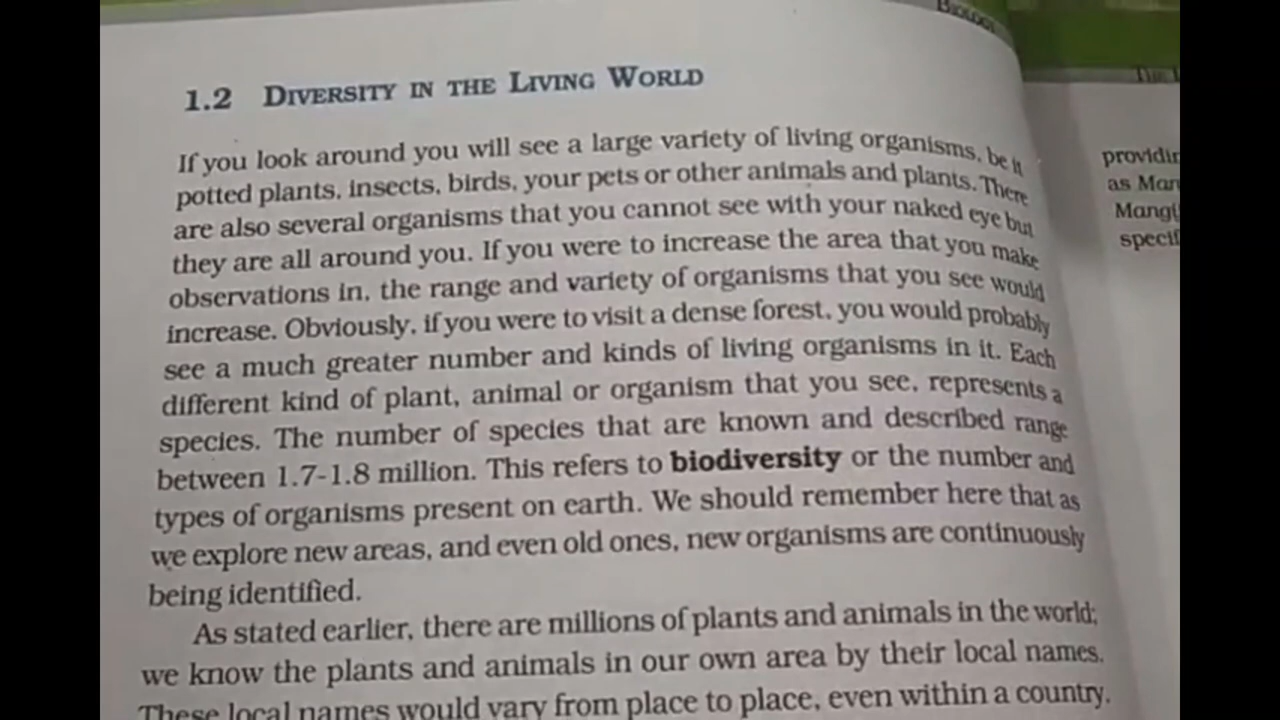 BIOLOGY
1.2 DIVERSITY IN THE LIVING WORLD
If you look around you will see a large variety of living organisms, be it
potted plants, insects, birds, your pets or other animals and plants. There
are also several organisms that you cannot see with your naked eye but
they are all around you. If you were to increase the area that you make
observations in, the range and variety of organisms that you see would
increase. Obviously, if you were to visit a dense forest, you would probably
see a much greater number and kinds of living organisms in it. Each
different kind of plant, animal or organism that you see, represents a
species. The number of species that are known and described range
between 1.7-1.8 million. This refers to biodiversity or the number and
types of organisms present on earth. We should remember here that as
we explore new areas, and even old ones, new organisms are continuously
being identified.
As stated earlier, there are millions of plants and animals in the world;
we know the plants and animals in our own area by their local names.
These local names would vary from place to place, even within a country.
as